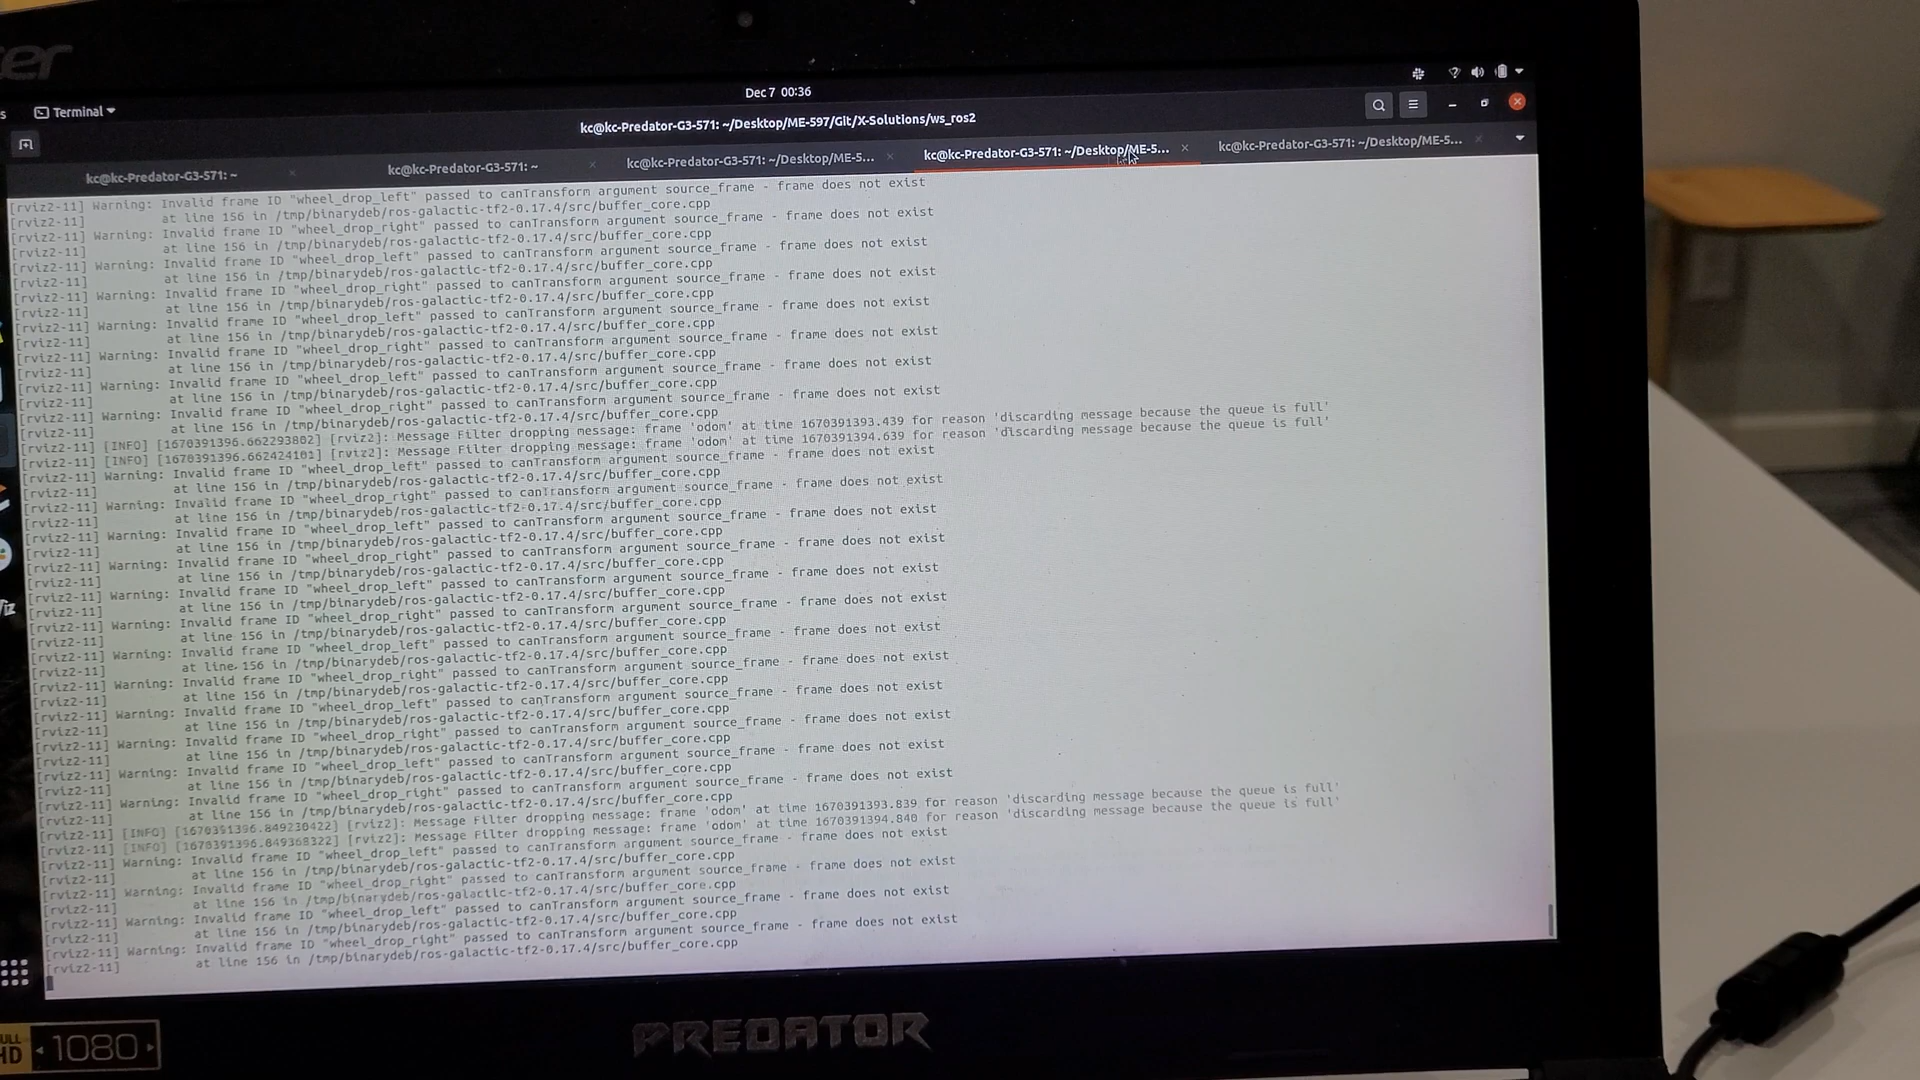 er
Dec 7 00:36
Terminal
kc@kc-Predator-G3-571: ~/Desktop/ME-597/Git/X-Solutions/ws_ros2
kc@kc-Predator-G3-571: ~
kc@kc-Predator-G3-571: ~
kc@kc-Predator-G3-571: ~/Desktop/ME-5...
kc@kc-Predator-G3-571: ~/Desktop/ME-5...
kc@kc-Predator-G3-571: ~/Desktop/ME-5...
[rviz2-11] Warning: Invalid frame ID "wheel_drop_left" passed to canTransform argument source_frame - frame does not exist
[rviz2-11] at line 156 in /tmp/binarydeb/ros-galactic-tf2-0.17.4/src/buffer_core.cpp
[rviz2-11] Warning: Invalid frame ID "wheel_drop_right" passed to canTransform argument source_frame - frame does not exist
[rviz2-11] at line 156 in /tmp/binarydeb/ros-galactic-tf2-0.17.4/src/buffer_core.cpp
[rviz2-11] Warning: Invalid frame ID "wheel_drop_left" passed to canTransform argument source_frame - frame does not exist
[rviz2-11] at line 156 in /tmp/binarydeb/ros-galactic-tf2-0.17.4/src/buffer_core.cpp
[rviz2-11] Warning: Invalid frame ID "wheel_drop_right" passed to canTransform argument source_frame - frame does not exist
[rviz2-11] at line 156 in /tmp/binarydeb/ros-galactic-tf2-0.17.4/src/buffer_core.cpp
[rviz2-11] Warning: Invalid frame ID "wheel_drop_left" passed to canTransform argument source_frame - frame does not exist
[rviz2-11] at line 156 in /tmp/binarydeb/ros-galactic-tf2-0.17.4/src/buffer_core.cpp
[rviz2-11] Warning: Invalid frame ID "wheel_drop_right" passed to canTransform argument source_frame - frame does not exist
[rviz2-11] at line 156 in /tmp/binarydeb/ros-galactic-tf2-0.17.4/src/buffer_core.cpp
[rviz2-11] Warning: Invalid frame ID "wheel_drop_left" passed to canTransform argument source_frame - frame does not exist
[rviz2-11] at line 156 in /tmp/binarydeb/ros-galactic-tf2-0.17.4/src/buffer_core.cpp
[rviz2-11] Warning: Invalid frame ID "wheel_drop_right" passed to canTransform argument source_frame - frame does not exist
[rviz2-11] at line 156 in /tmp/binarydeb/ros-galactic-tf2-0.17.4/src/buffer_core.cpp
[rviz2-11] [INFO] [1670391396.662293802] [rviz2]: Message Filter dropping message: frame 'odom' at time 1670391393.439 for reason 'discarding message because the queue is full'
[rviz2-11] [INFO] [1670391396.662424101] [rviz2]: Message Filter dropping message: frame 'odom' at time 1670391394.639 for reason 'discarding message because the queue is full'
[rviz2-11] Warning: Invalid frame ID "wheel_drop_left" passed to canTransform argument source_frame - frame does not exist
[rviz2-11] at line 156 in /tmp/binarydeb/ros-galactic-tf2-0.17.4/src/buffer_core.cpp
[rviz2-11] Warning: Invalid frame ID "wheel_drop_right" passed to canTransform argument source_frame - frame does not exist
[rviz2-11] at line 156 in /tmp/binarydeb/ros-galactic-tf2-0.17.4/src/buffer_core.cpp
[rviz2-11] Warning: Invalid frame ID "wheel_drop_left" passed to canTransform argument source_frame - frame does not exist
[rviz2-11] at line 156 in /tmp/binarydeb/ros-galactic-tf2-0.17.4/src/buffer_core.cpp
[rviz2-11] Warning: Invalid frame ID "wheel_drop_right" passed to canTransform argument source_frame - frame does not exist
[rviz2-11] at line 156 in /tmp/binarydeb/ros-galactic-tf2-0.17.4/src/buffer_core.cpp
[rviz2-11] Warning: Invalid frame ID "wheel_drop_left" passed to canTransform argument source_frame - frame does not exist
[rviz2-11] at line 156 in /tmp/binarydeb/ros-galactic-tf2-0.17.4/src/buffer_core.cpp
[rviz2-11] Warning: Invalid frame ID "wheel_drop_right" passed to canTransform argument source_frame - frame does not exist
[rviz2-11] at line 156 in /tmp/binarydeb/ros-galactic-tf2-0.17.4/src/buffer_core.cpp
[rviz2-11] Warning: Invalid frame ID "wheel_drop_left" passed to canTransform argument source_frame - frame does not exist
[rviz2-11] at line 156 in /tmp/binarydeb/ros-galactic-tf2-0.17.4/src/buffer_core.cpp
[rviz2-11] Warning: Invalid frame ID "wheel_drop_right" passed to canTransform argument source_frame - frame does not exist
[rviz2-11] at line 156 in /tmp/binarydeb/ros-galactic-tf2-0.17.4/src/buffer_core.cpp
[rviz2-11] Warning: Invalid frame ID "wheel_drop_left" passed to canTransform argument source_frame - frame does not exist
[rviz2-11] at line 156 in /tmp/binarydeb/ros-galactic-tf2-0.17.4/src/buffer_core.cpp
[rviz2-11] Warning: Invalid frame ID "wheel_drop_right" passed to canTransform argument source_frame - frame does not exist
[rviz2-11] at line 156 in /tmp/binarydeb/ros-galactic-tf2-0.17.4/src/buffer_core.cpp
[rviz2-11] Warning: Invalid frame ID "wheel_drop_left" passed to canTransform argument source_frame - frame does not exist
[rviz2-11] at line 156 in /tmp/binarydeb/ros-galactic-tf2-0.17.4/src/buffer_core.cpp
[rviz2-11] Warning: Invalid frame ID "wheel_drop_right" passed to canTransform argument source_frame - frame does not exist
[rviz2-11] at line 156 in /tmp/binarydeb/ros-galactic-tf2-0.17.4/src/buffer_core.cpp
[rviz2-11] [INFO] [1670391396.849230422] [rviz2]: Message Filter dropping message: frame 'odom' at time 1670391393.839 for reason 'discarding message because the queue is full'
[rviz2-11] [INFO] [1670391396.849368322] [rviz2]: Message Filter dropping message: frame 'odom' at time 1670391394.840 for reason 'discarding message because the queue is full'
[rviz2-11] Warning: Invalid frame ID "wheel_drop_left" passed to canTransform argument source_frame - frame does not exist
[rviz2-11] at line 156 in /tmp/binarydeb/ros-galactic-tf2-0.17.4/src/buffer_core.cpp
[rviz2-11] Warning: Invalid frame ID "wheel_drop_right" passed to canTransform argument source_frame - frame does not exist
[rviz2-11] at line 156 in /tmp/binarydeb/ros-galactic-tf2-0.17.4/src/buffer_core.cpp
[rviz2-11] Warning: Invalid frame ID "wheel_drop_left" passed to canTransform argument source_frame - frame does not exist
[rviz2-11] at line 156 in /tmp/binarydeb/ros-galactic-tf2-0.17.4/src/buffer_core.cpp
[rviz2-11] Warning: Invalid frame ID "wheel_drop_right" passed to canTransform argument source_frame - frame does not exist
[rviz2-11] at line 156 in /tmp/binarydeb/ros-galactic-tf2-0.17.4/src/buffer_core.cpp
PREDATOR
ULL HD 1080